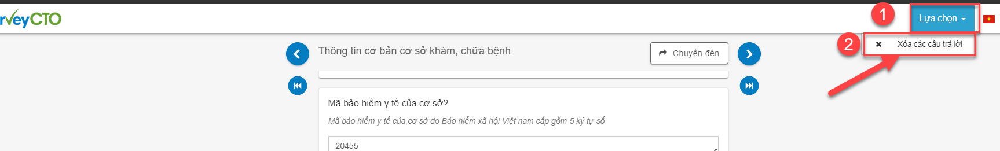 rveyCTO
1
Lựa chọn
2
Xóa các câu trả lời
Thông tin cơ bản cơ sở khám, chữa bệnh
Chuyển đến
Mã bảo hiểm y tế của cơ sở?
Mã bảo hiểm y tế của cơ sở do Bảo hiểm xã hội Việt nam cấp gồm 5 ký tự số
20455